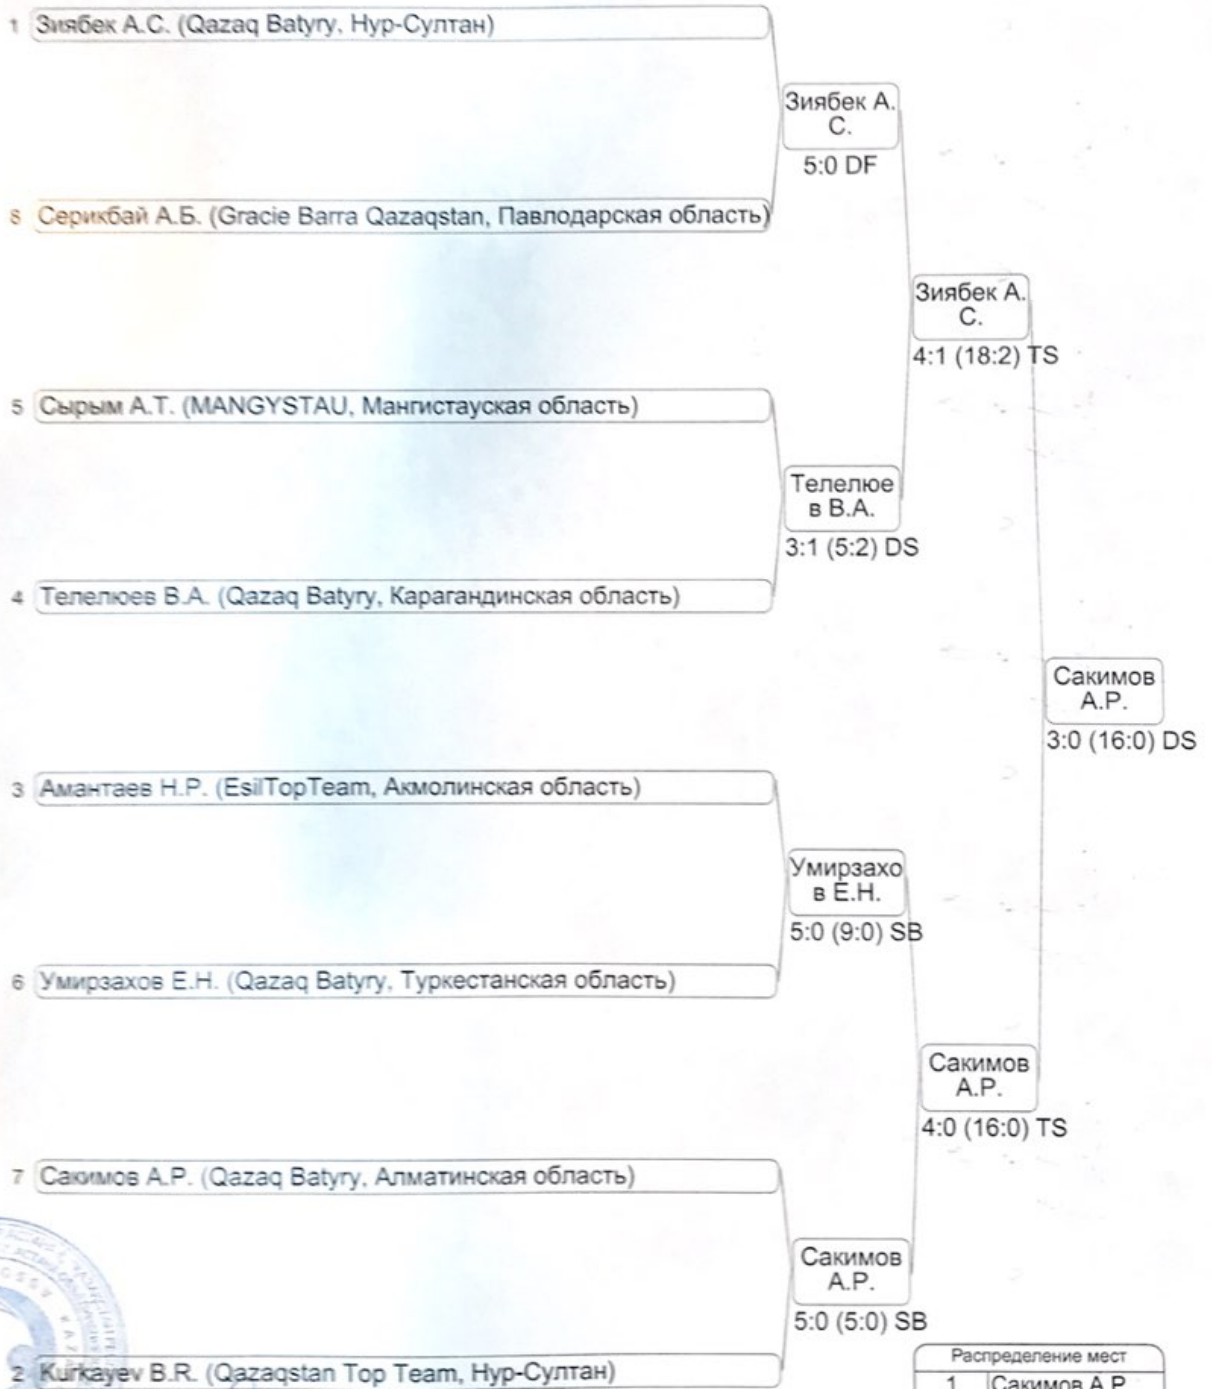 1 Зиябек А.С. (Qazaq Batyry, Нур-Султан)
Зиябек А.
С.
5:0 DF
8 Серикбай А.Б. (Gracie Barra Qazaqstan, Павлодарская область)
Зиябек А.
С.
4:1 (18:2) TS
5 Сырым А.Т. (MANGYSTAU, Мангистауская область)
Телелюе
в В.А.
3:1 (5:2) DS
4 Телелюев В.А. (Qazaq Batyry, Карагандинская область)
Сакимов
А.Р.
3:0 (16:0) DS
3 Амантаев Н.Р. (EsilTopTeam, Акмолинская область)
Умирзахо
в Е.Н.
5:0 (9:0) SB
6 Умирзахов Е.Н. (Qazaq Batyry, Туркестанская область)
Сакимов
А.Р.
4:0 (16:0) TS
7 Сакимов А.Р. (Qazaq Batyry, Алматинская область)
Сакимов
А.Р.
5:0 (5:0) SB
2 Kurkayev B.R. (Qazaqstan Top Team, Нур-Султан)
Распределение мест
1 Сакимов А.Р.